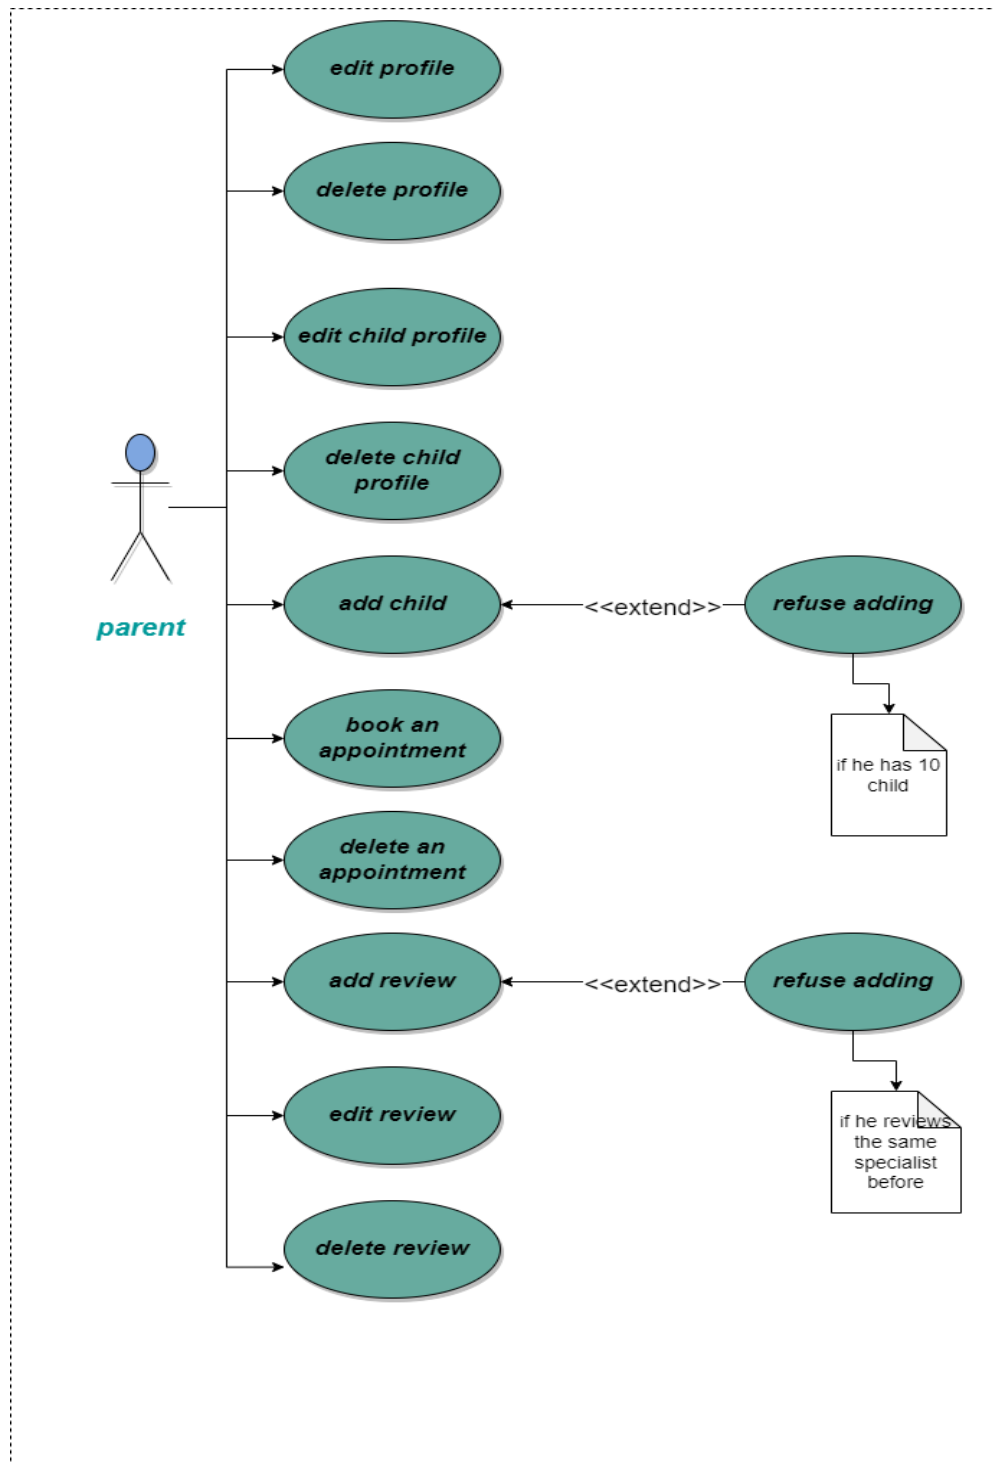 edit profile
delete profile
edit child profile
delete child
profile
parent
add child
<<extend>>
refuse adding
if he has 10
child
book an
appointment
delete an
appointment
add review
<<extend>>
refuse adding
if he reviews
the same
specialist
before
edit review
delete review